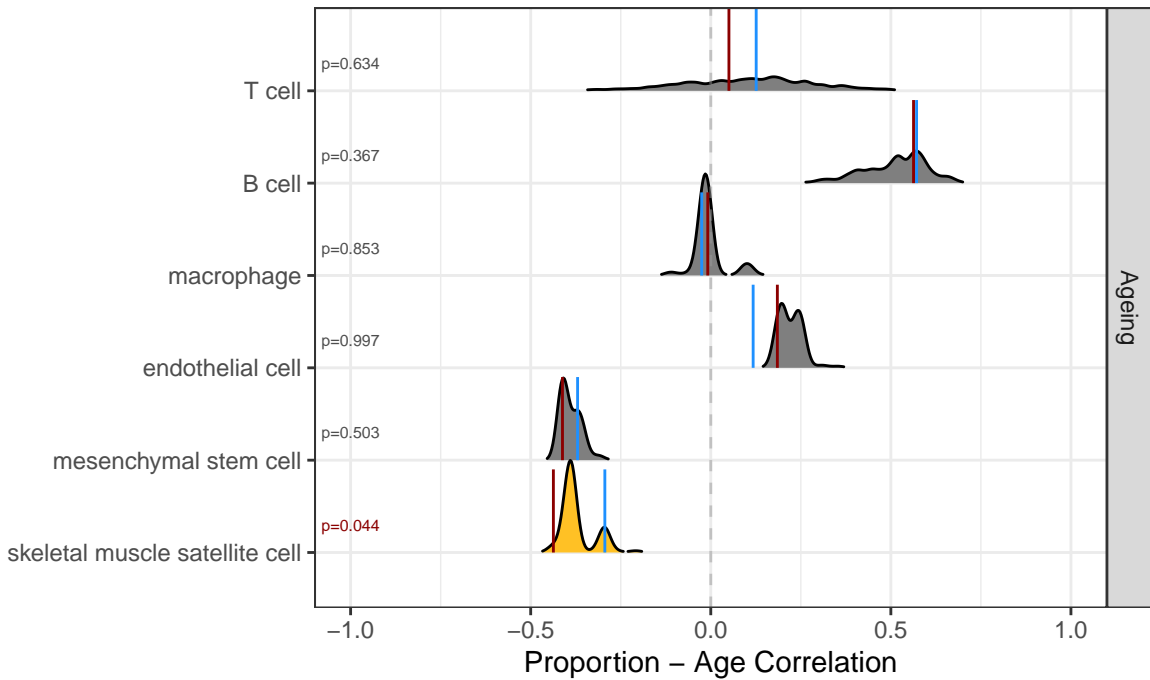 p=0.634
T cell
p=0.367
B cell
p=0.853
macrophage
p=0.997
endothelial cell
p=0.503
mesenchymal stem cell
p=0.044
skeletal muscle satellite cell
Ageing
−1.0 −0.5 0.0 0.5 1.0
Proportion − Age Correlation